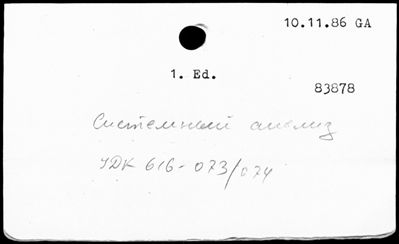 10.11.86 GA
1. Ed.
83878
Системный анализ
УДК 616-073/074